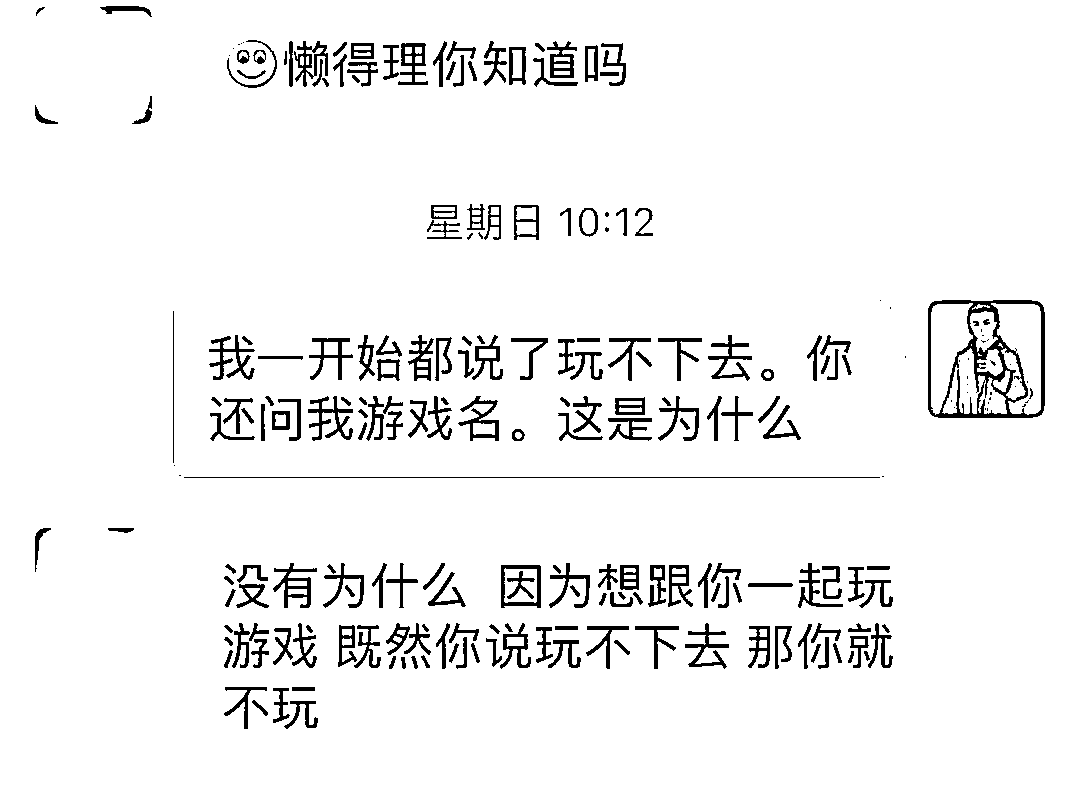 懒得理你知道吗
星期日 10:12
我一开始都说了玩不下去。你
还问我游戏名。这是为什么
没有为什么 因为想跟你一起玩
游戏 既然你说玩不下去 那你就
不玩